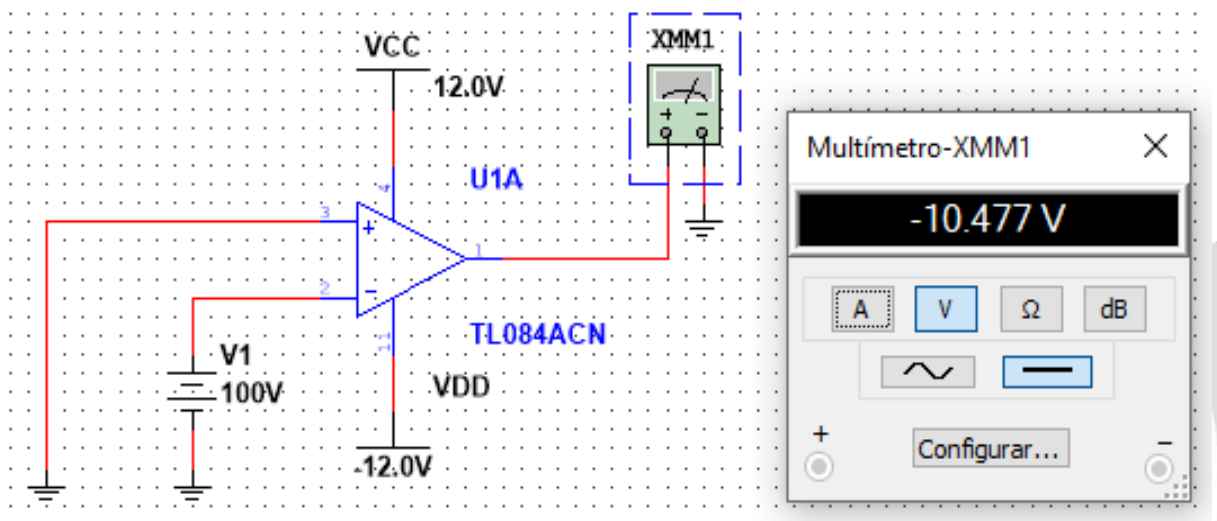 VCC
12.0V
XMM1
+ -
U1A
4
3
+
1
2
-
11
TL084ACN
V1
100V
VDD
-12.0V
Multímetro-XMM1 ×
-10.477 V
A V Ω dB
+ Configurar... -